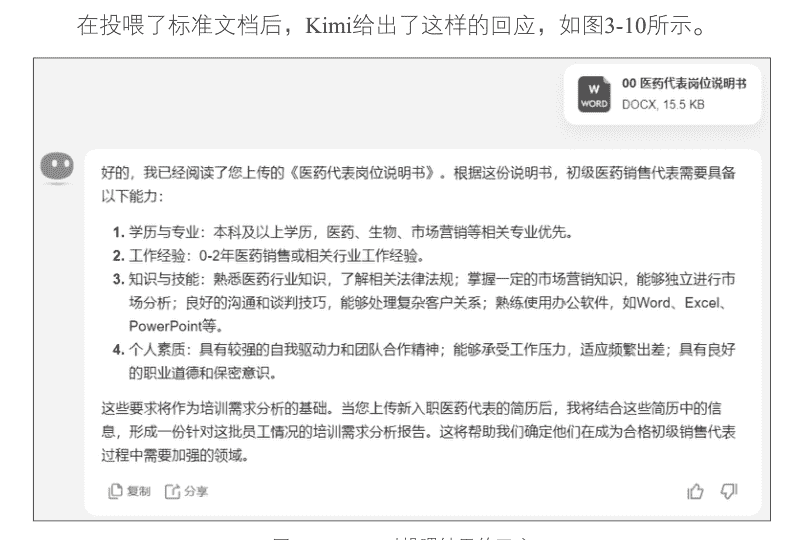 在投喂了标准文档后，Kimi给出了这样的回应，如图3-10所示。
W
WORD
00 医药代表岗位说明书
DOCX, 15.5 KB
好的，我已经阅读了您上传的《医药代表岗位说明书》。根据这份说明书，初级医药销售代表需要具备
以下能力：
1. 学历与专业：本科及以上学历，医药、生物、市场营销等相关专业优先。
2. 工作经验：0-2年医药销售或相关行业工作经验。
3. 知识与技能：熟悉医药行业知识，了解相关法律法规；掌握一定的市场营销知识，能够独立进行市
场分析；良好的沟通和谈判技巧，能够处理复杂客户关系；熟练使用办公软件，如Word、Excel、
PowerPoint等。
4. 个人素质：具有较强的自我驱动力和团队合作精神；能够承受工作压力，适应频繁出差；具有良好
的职业道德和保密意识。
这些要求将作为培训需求分析的基础。当您上传新入职医药代表的简历后，我将结合这些简历中的信
息，形成一份针对这批员工情况的培训需求分析报告。这将帮助我们确定他们在成为合格初级销售代表
过程中需要加强的领域。
复制 分享